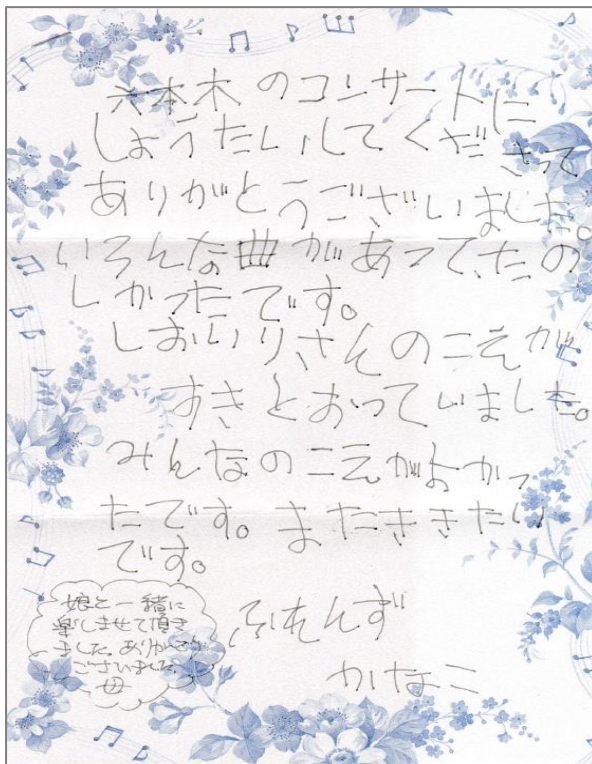 六本木のコンサートに
しょうたいしてくださって
ありがとうございました。
いろんな曲があって、たの
しかったです。
しおりさんのこえが
すきとおっていました。
みんなのこえがよかっ
たです。またききたい
です。
ふれんず
かなこ
娘と一緒に
楽しませて頂き
ました。ありがとう
ございました。
母